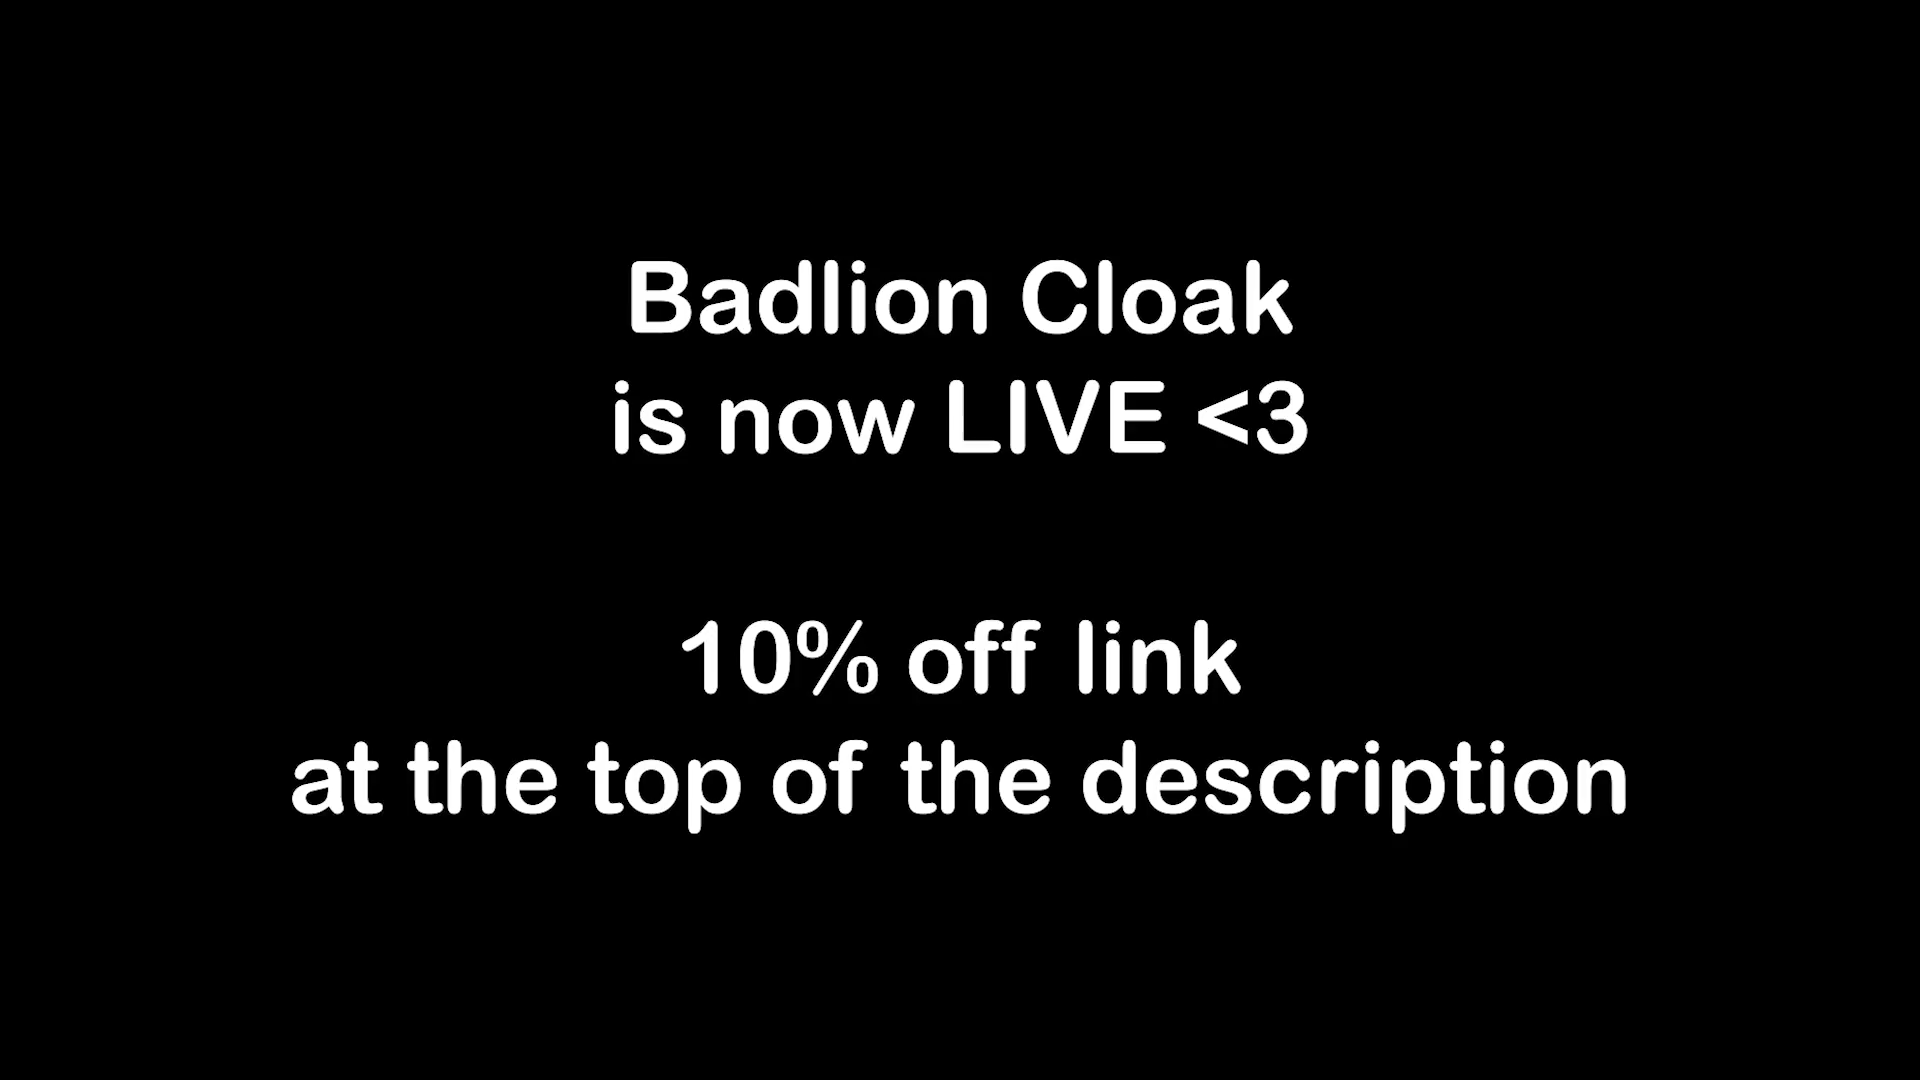 Badlion Cloak
is now LIVE <3
10% off link
at the top of the description